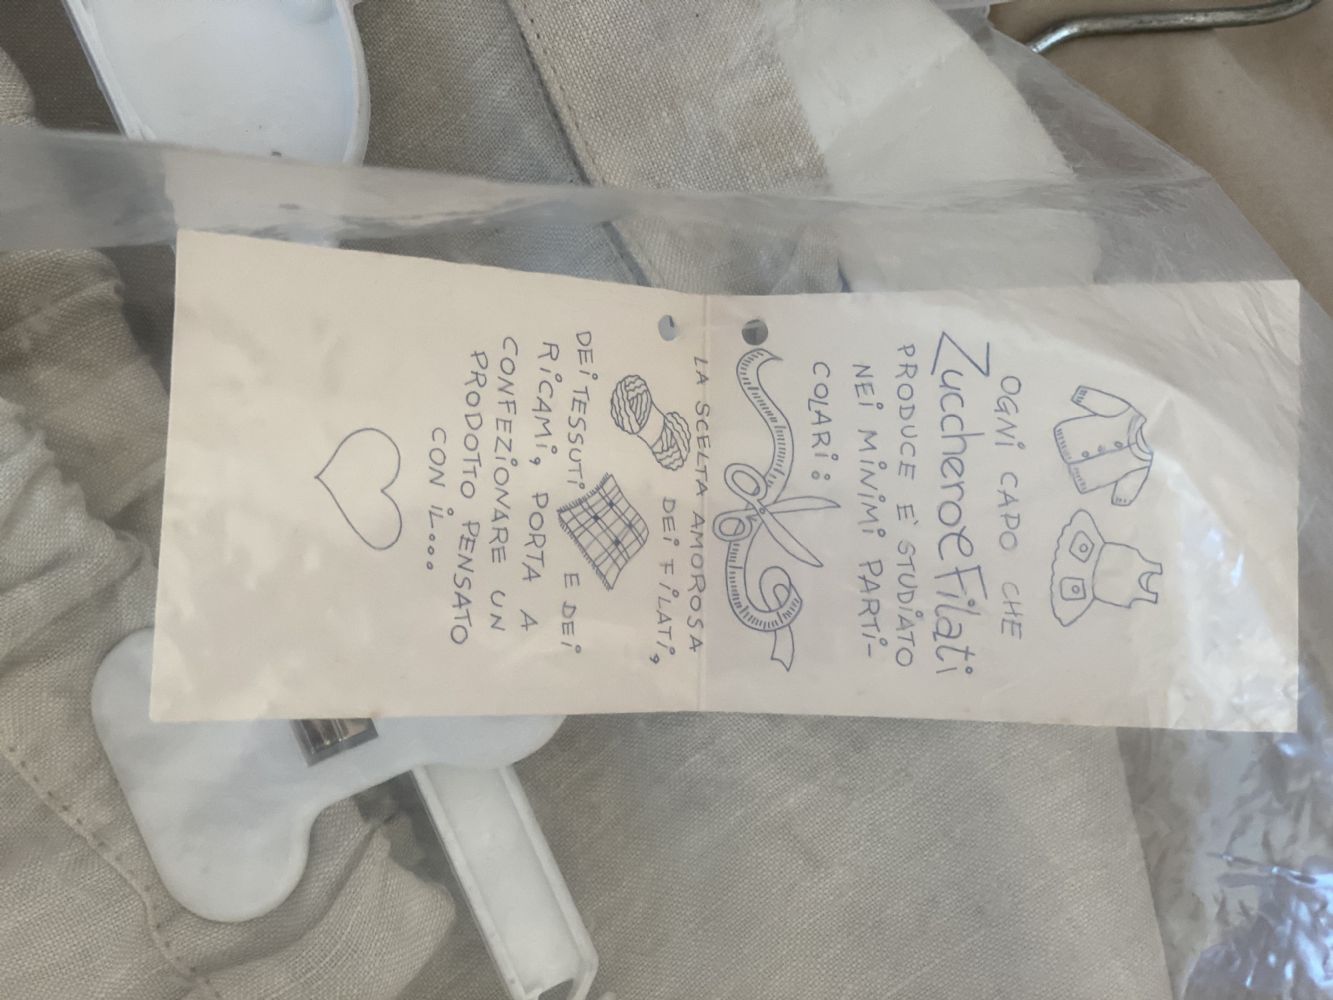 OGNI CAPO CHE
Zucchero e Filati
PRODUCE E' STUDIATO
NEI MINIMI PARTI-
COLARI:
LA SCELTA AMOROSA
DEI FILATI,
DEI TESSUTI E DEI
RICAMI, PORTA A
CONFEZIONARE UN
PRODOTTO PENSATO
CON IL....